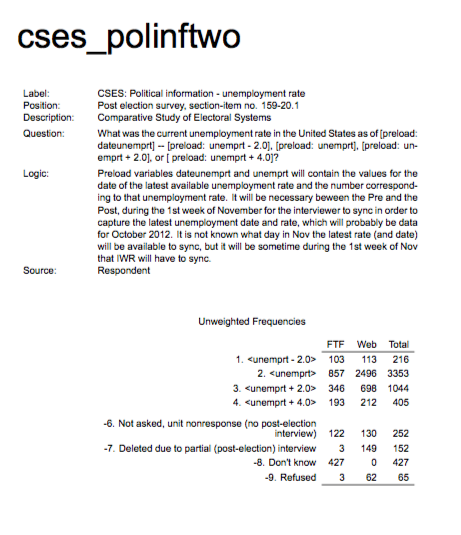 cses_polinftwo
Label: CSES: Political information - unemployment rate
Position: Post election survey, section-item no. 159-20.1
Description: Comparative Study of Electoral Systems
Question: What was the current unemployment rate in the United States as of [preload:
dateunemprt] -- [preload: unemprt - 2.0], [preload: unemprt], [preload: un-
emprt + 2.0], or [ preload: unemprt + 4.0]?
Logic: Preload variables dateunemprt and unemprt will contain the values for the
date of the latest available unemployment rate and the number correspond-
ing to that unemployment rate. It will be necessary beween the Pre and the
Post, during the 1st week of November for the interviewer to sync in order to
capture the latest unemployment date and rate, which will probably be data
for October 2012. It is not known what day in Nov the latest rate (and date)
will be available to sync, but it will be sometime during the 1st week of Nov
that IWR will have to sync.
Source: Respondent
Unweighted Frequencies
FTF Web Total
1. <unemprt - 2.0> 103 113 216
2. <unemprt> 857 2496 3353
3. <unemprt + 2.0> 346 698 1044
4. <unemprt + 4.0> 193 212 405
-6. Not asked, unit nonresponse (no post-election
interview) 122 130 252
-7. Deleted due to partial (post-election) interview 3 149 152
-8. Don't know 427 0 427
-9. Refused 3 62 65